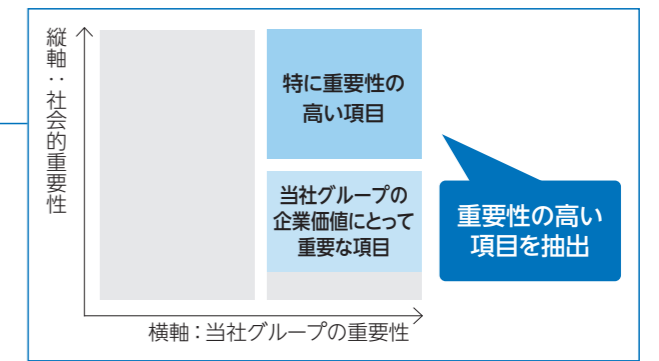 縦軸：社会的重要性
特に重要性の
高い項目
当社グループの
企業価値にとって
重要な項目
重要性の高い
項目を抽出
横軸：当社グループの重要性